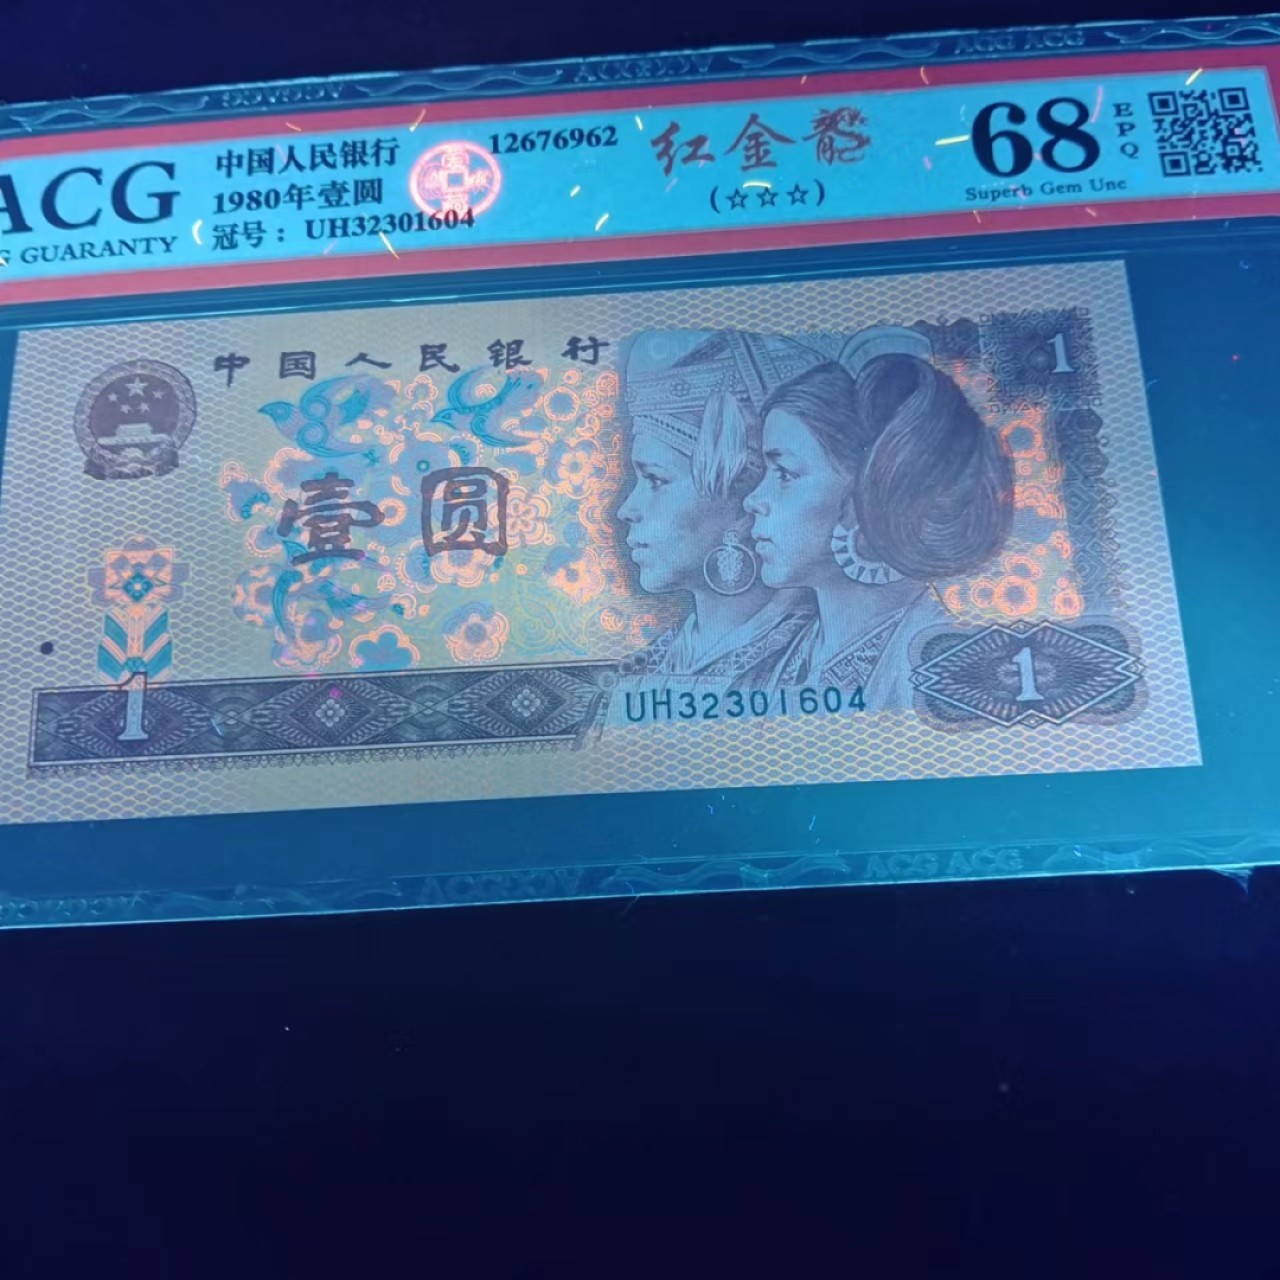 ACG ACG
ACG
GUARANTY
中国人民银行
1980年壹圆
冠号：UH32301604
12676962
红金龙
(☆☆☆)
68
EPQ
Superb Gem Unc
中国人民银行
壹圆
1
1
1
UH32301604
ACG ACG